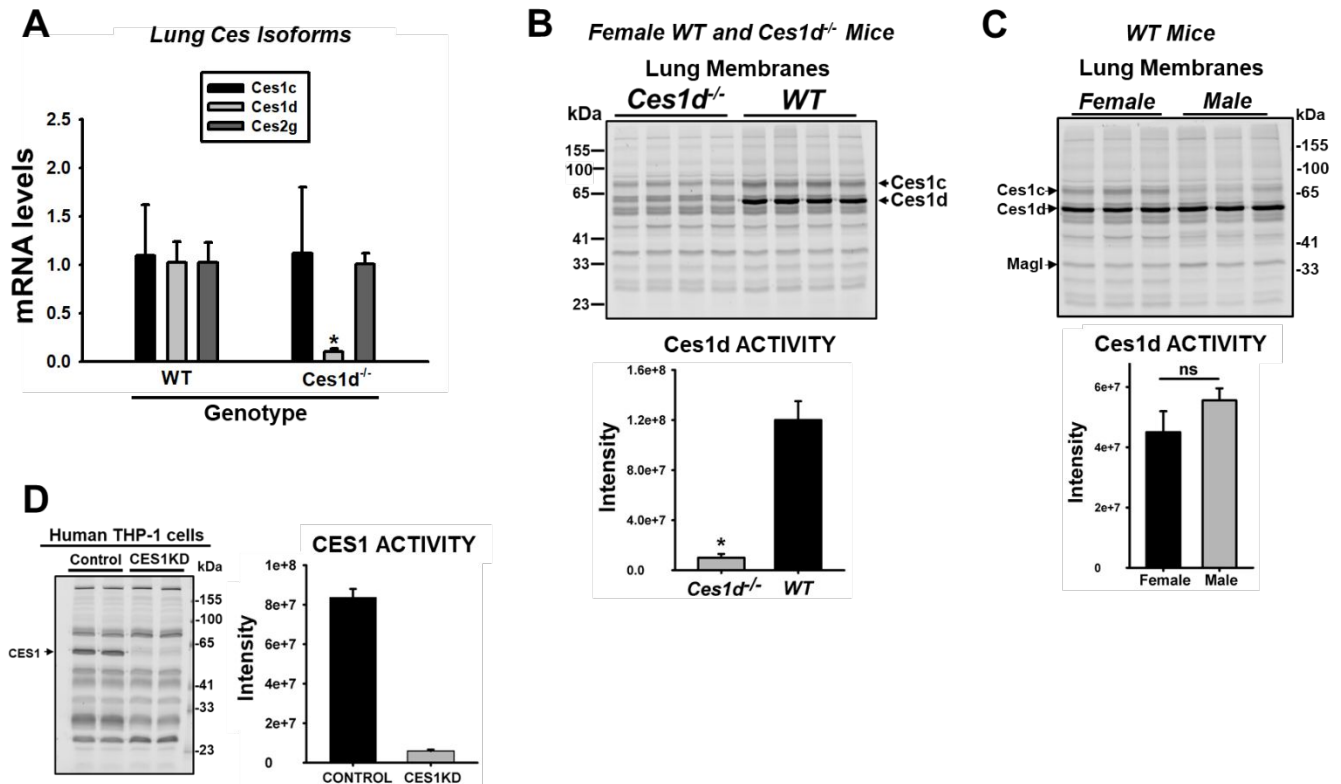 A
Lung Ces Isoforms
Ces1c
Ces1d
Ces2g
mRNA levels
2.5
2.0
1.5
1.0
0.5
0.0
*
WT
Ces1d-/-
Genotype
B
Female WT and Ces1d-/- Mice
Lung Membranes
Ces1d-/- WT
kDa
155
100
65
41
33
23
Ces1c
Ces1d
Ces1d ACTIVITY
Intensity
1.6e+8
1.2e+8
8.0e+7
4.0e+7
0.0
*
Ces1d-/- WT
C
WT Mice
Lung Membranes
Female Male
kDa
-155
-100
-65
-41
-33
Ces1c
Ces1d
Magl
Ces1d ACTIVITY
Intensity
6e+7
4e+7
2e+7
0
ns
Female Male
D
Human THP-1 cells
Control CES1KD
kDa
-155
-100
-65
-41
-33
-23
CES1
CES1 ACTIVITY
Intensity
1e+8
8e+7
6e+7
4e+7
2e+7
0
CONTROL CES1KD